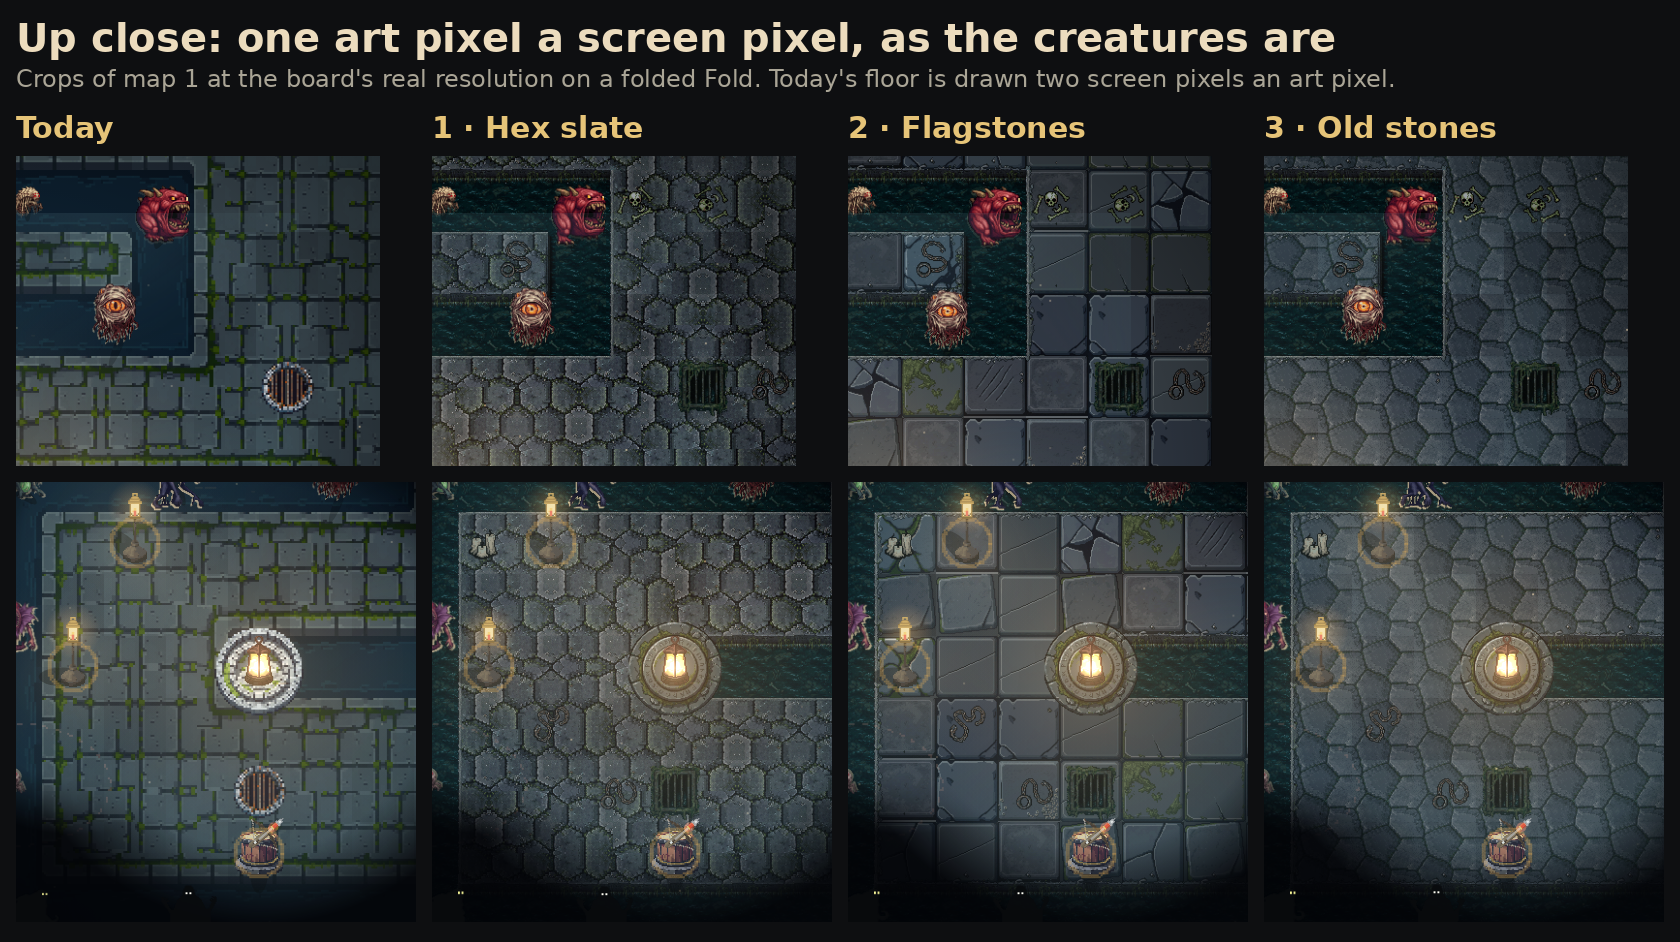 Up close: one art pixel a screen pixel, as the creatures are
Crops of map 1 at the board's real resolution on a folded Fold. Today's floor is drawn two screen pixels an art pixel.
Today
1 · Hex slate
2 · Flagstones
3 · Old stones